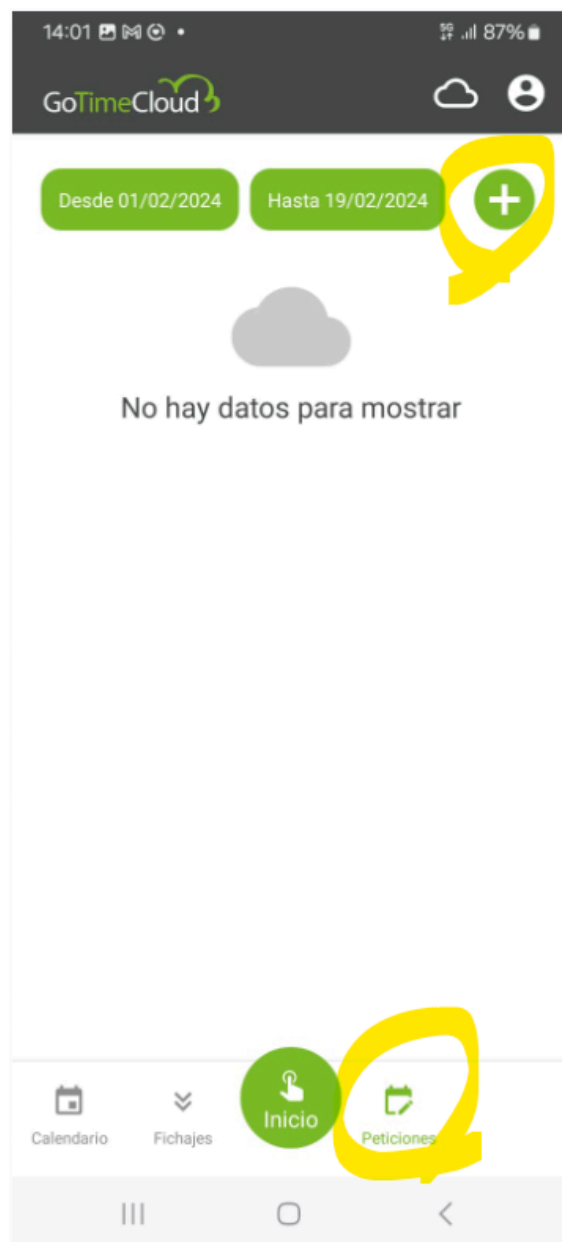 14:01
5G 87%
GoTimeCloud
Desde 01/02/2024
Hasta 19/02/2024
No hay datos para mostrar
Calendario
Fichajes
Inicio
Peticiones